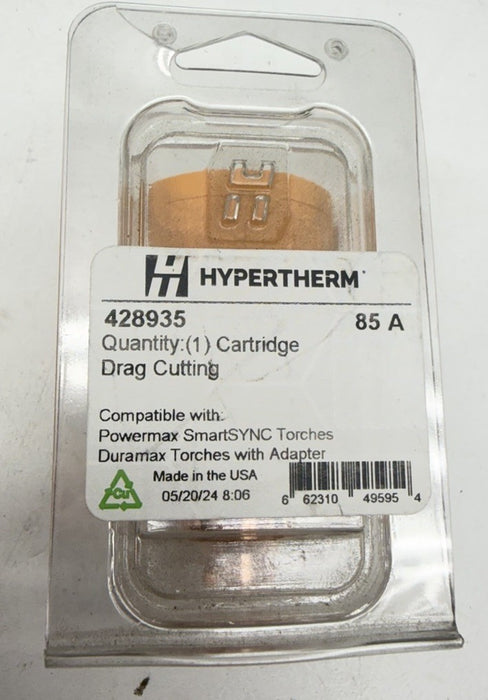 HYPERTHERM
428935 85 A
Quantity:(1) Cartridge
Drag Cutting
Compatible with:
Powermax SmartSYNC Torches
Duramax Torches with Adapter
Cu
Made in the USA
05/20/24 8:06
6 62310 49595 4